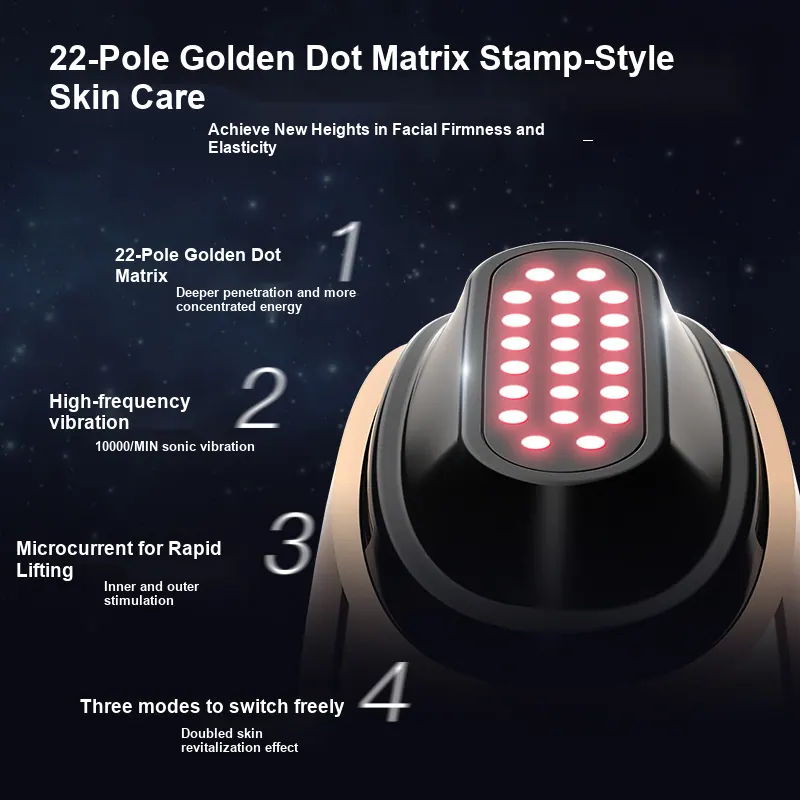 22-Pole Golden Dot Matrix Stamp-Style
Skin Care
Achieve New Heights in Facial Firmness and
Elasticity
1
22-Pole Golden Dot
Matrix
Deeper penetration and more
concentrated energy
2
High-frequency
vibration
10000/MIN sonic vibration
3
Microcurrent for Rapid
Lifting
Inner and outer
stimulation
4
Three modes to switch freely
Doubled skin
revitalization effect